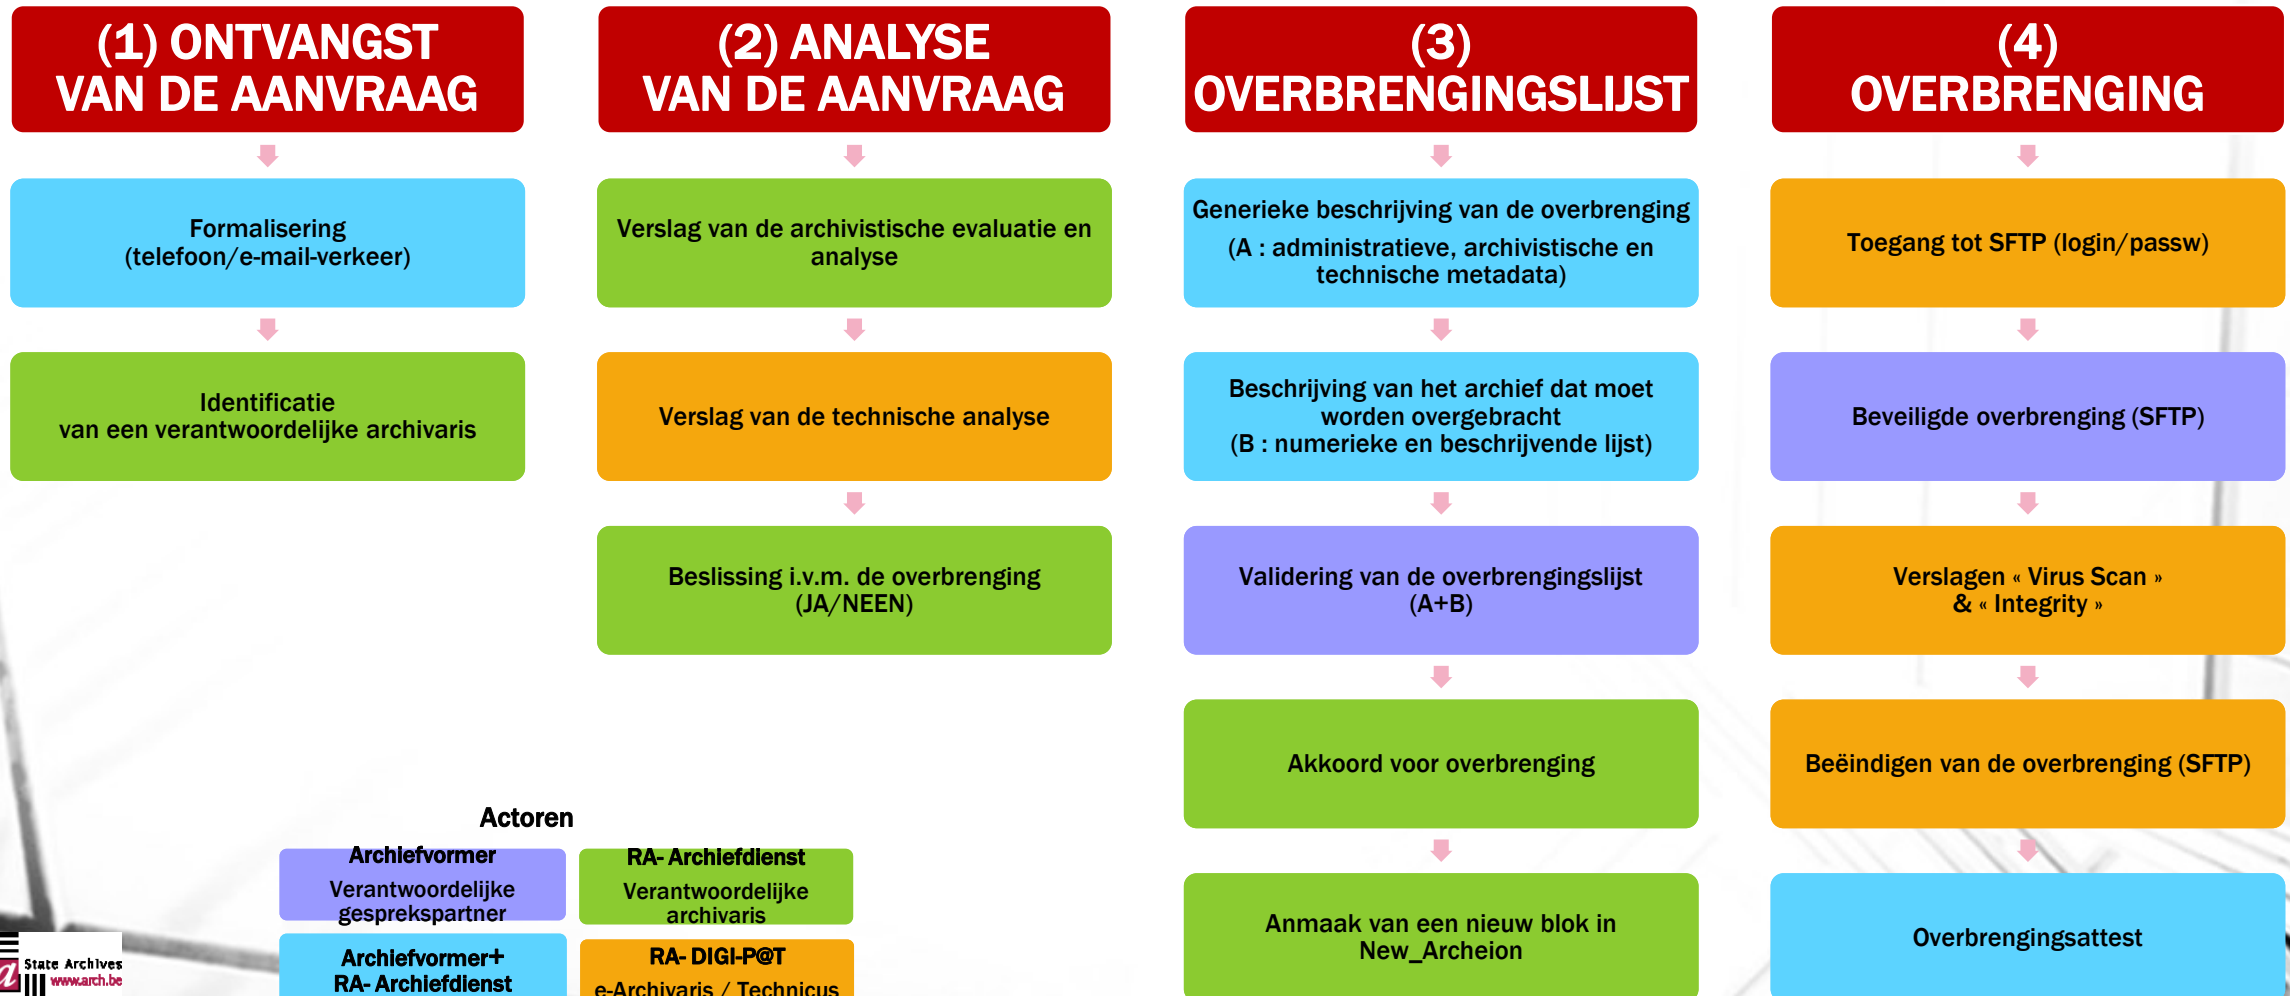 (1) ONTVANGST
VAN DE AANVRAAG
Formalisering
(telefoon/e-mail-verkeer)
Identificatie
van een verantwoordelijke archivaris
(2) ANALYSE
VAN DE AANVRAAG
Verslag van de archivistische evaluatie en
analyse
Verslag van de technische analyse
Beslissing i.v.m. de overbrenging
(JA/NEEN)
(3)
OVERBRENGINGSLIJST
Generieke beschrijving van de overbrenging
(A : administratieve, archivistische en
technische metadata)
Beschrijving van het archief dat moet
worden overgebracht
(B : numerieke en beschrijvende lijst)
Validering van de overbrengingslijst
(A+B)
Akkoord voor overbrenging
Anmaak van een nieuw blok in
New_Archeion
(4)
OVERBRENGING
Toegang tot SFTP (login/passw)
Beveiligde overbrenging (SFTP)
Verslagen « Virus Scan »
& « Integrity »
Beëindigen van de overbrenging (SFTP)
Overbrengingsattest
Actoren
Archiefvormer
Verantwoordelijke
gesprekspartner
RA- Archiefdienst
Verantwoordelijke
archivaris
Archiefvormer+
RA- Archiefdienst
RA- DIGI-P@T
e-Archivaris / Technicus
a
State Archives
www.arch.be